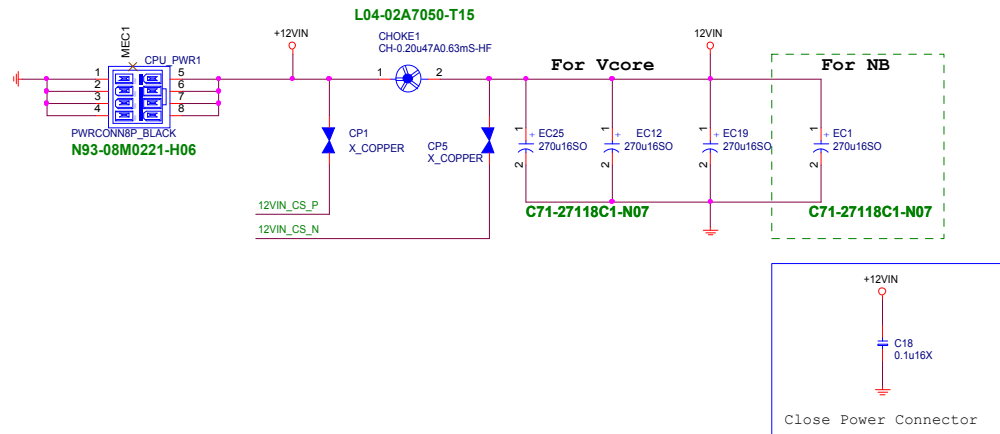 L04-02A7050-T15
+12VIN
CHOKE1
CH-0.20u47A0.63mS-HF
12VIN
MEC1
CPU_PWR1
For Vcore
For NB
1
2
3
4
5
6
7
8
1
2
PWRCONN8P_BLACK
N93-08M0221-H06
CP1
X_COPPER
CP5
X_COPPER
1
+
EC25
270u16SO
2
1
+
EC12
270u16SO
2
1
+
EC19
270u16SO
2
1
+
EC1
270u16SO
2
12VIN_CS_P
12VIN_CS_N
C71-27118C1-N07
C71-27118C1-N07
+12VIN
C18
0.1u16X
Close Power Connector